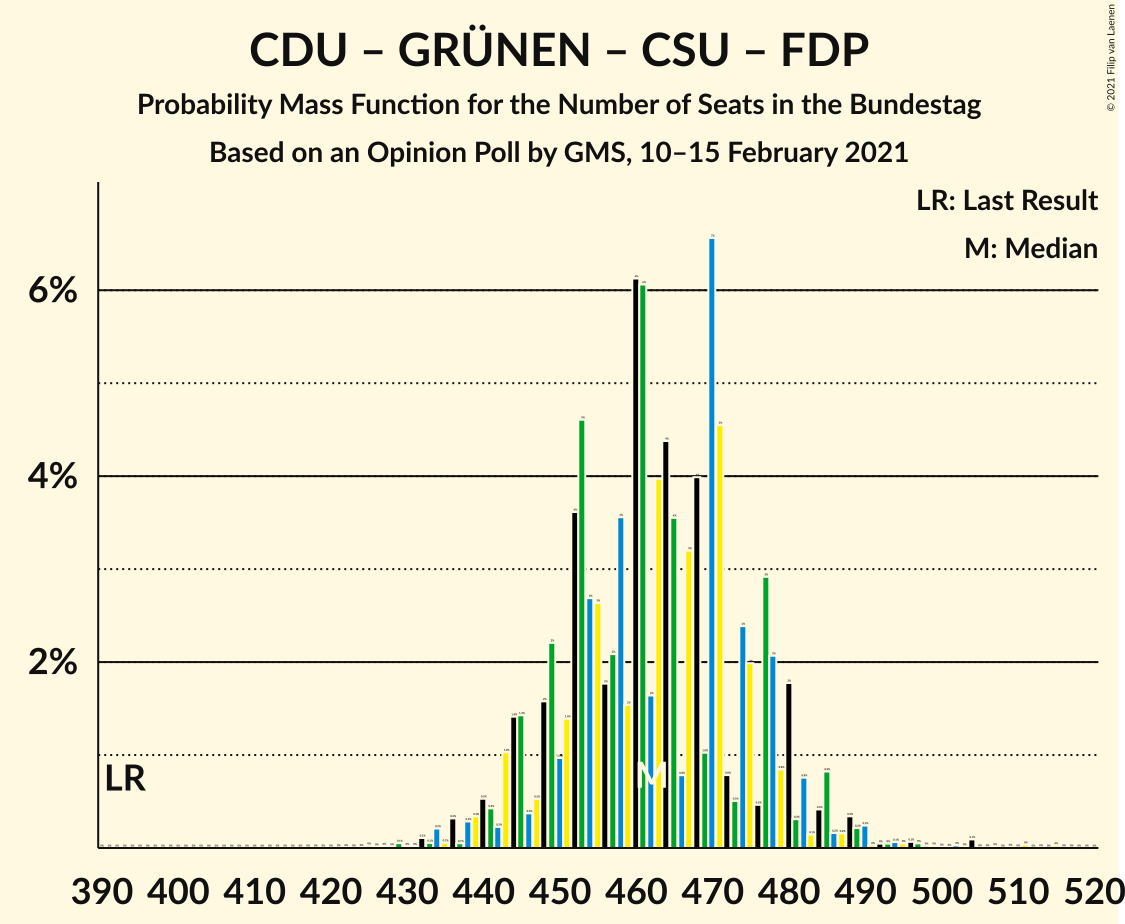 CDU – GRÜNEN – CSU – FDP
Probability Mass Function for the Number of Seats in the Bundestag
Based on an Opinion Poll by GMS, 10–15 February 2021
© 2021 Filip van Laenen
LR: Last Result
M: Median
6%
4%
2%
LR
M
390 400 410 420 430 440 450 460 470 480 490 500 510 520